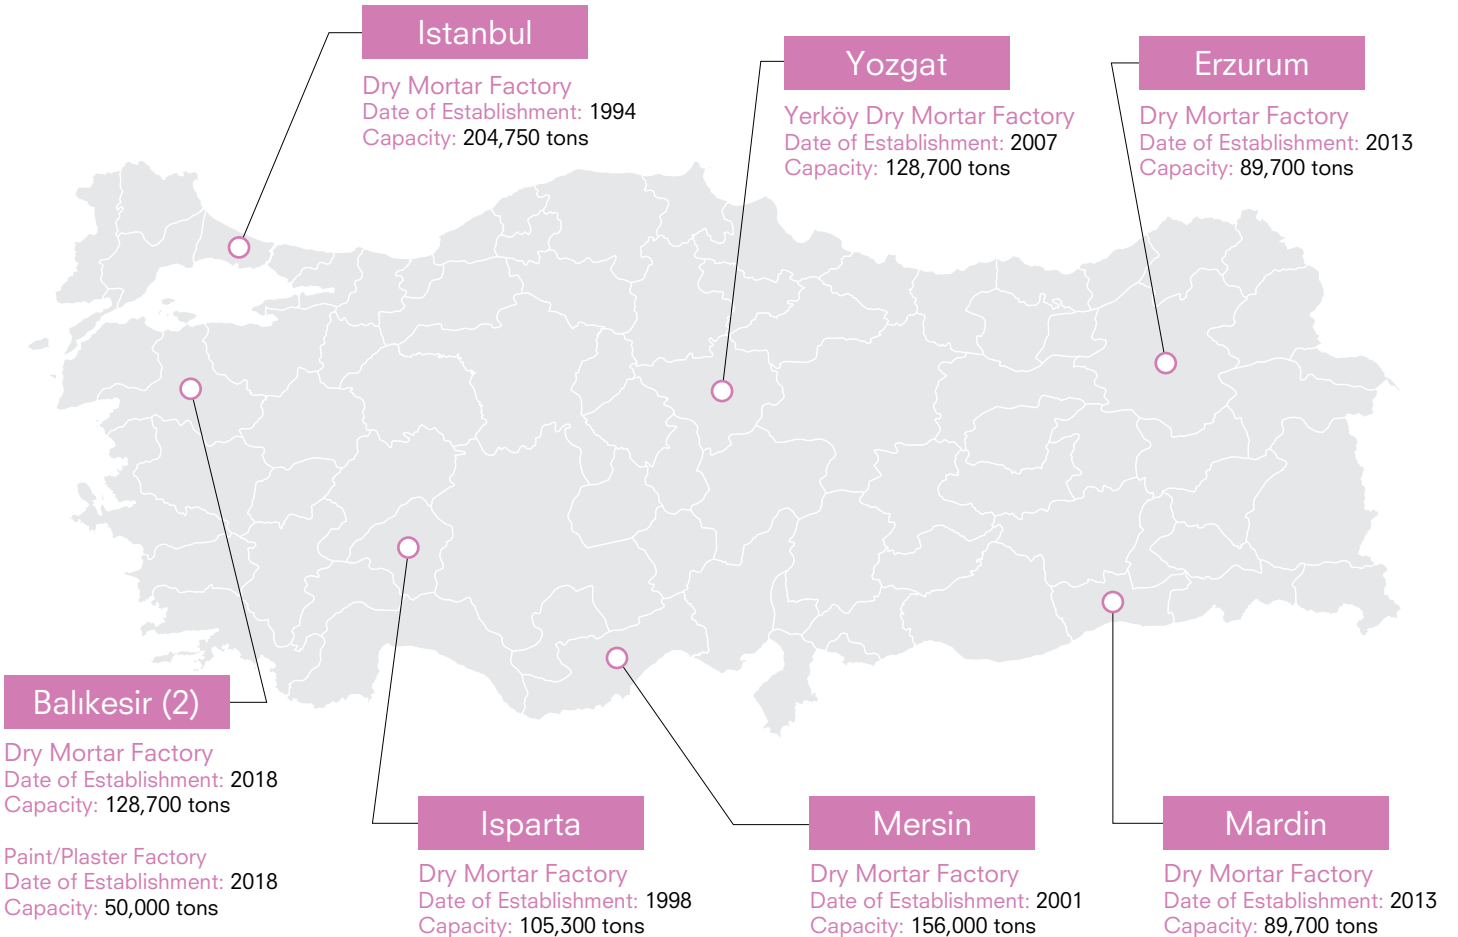 Istanbul
Dry Mortar Factory
Date of Establishment: 1994
Capacity: 204,750 tons
Yozgat
Yerköy Dry Mortar Factory
Date of Establishment: 2007
Capacity: 128,700 tons
Erzurum
Dry Mortar Factory
Date of Establishment: 2013
Capacity: 89,700 tons
Balıkesir (2)
Dry Mortar Factory
Date of Establishment: 2018
Capacity: 128,700 tons
Paint/Plaster Factory
Date of Establishment: 2018
Capacity: 50,000 tons
Isparta
Dry Mortar Factory
Date of Establishment: 1998
Capacity: 105,300 tons
Mersin
Dry Mortar Factory
Date of Establishment: 2001
Capacity: 156,000 tons
Mardin
Dry Mortar Factory
Date of Establishment: 2013
Capacity: 89,700 tons